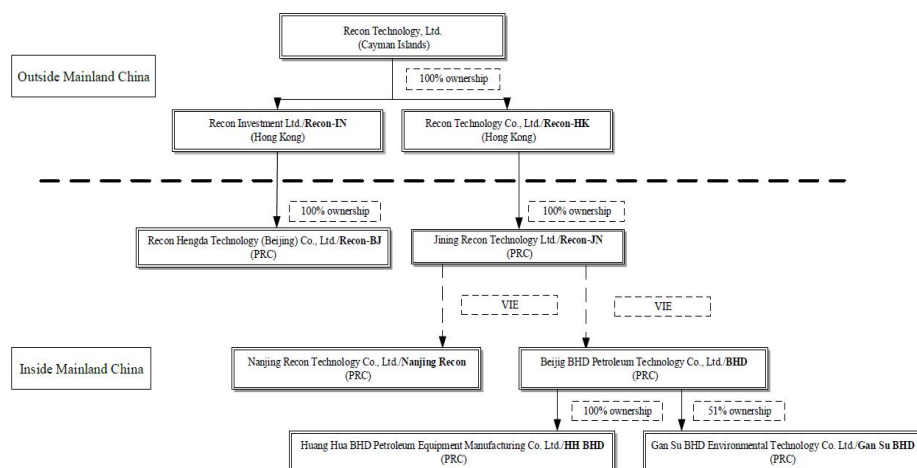 Recon Technology, Ltd.
(Cayman Islands)
Outside Mainland China
100% ownership
Recon Investment Ltd./Recon-IN
(Hong Kong)
Recon Technology Co., Ltd/Recon-HK
(Hong Kong)
100% ownership
100% ownership
Recon Hengda Technology (Beijing) Co., Ltd./Recon-BJ
(PRC)
Jining Recon Technology Ltd./Recon-JN
(PRC)
VIE
VIE
Inside Mainland China
Nanjing Recon Technology Co., Ltd./Nanjing Recon
(PRC)
Beijig BHD Petroleum Technology Co., Ltd./BHD
(PRC)
100% ownership
51% ownership
Huang Hua BHD Petroleum Equipment Manufacturing Co. Ltd./HH BHD
(PRC)
Gan Su BHD Environmental Technology Co. Ltd./Gan Su BHD
(PRC)